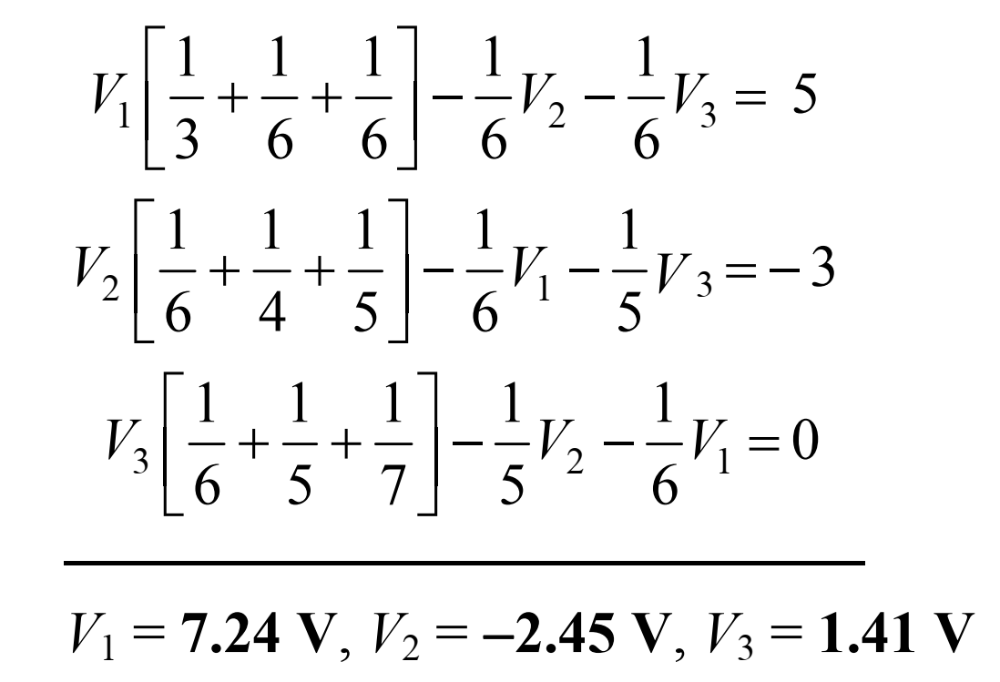 V₁[1/3 + 1/6 + 1/6] − 1/6 V₂ − 1/6 V₃ = 5
V₂[1/6 + 1/4 + 1/5] − 1/6 V₁ − 1/5 V₃ = −3
V₃[1/6 + 1/5 + 1/7] − 1/5 V₂ − 1/6 V₁ = 0
V₁ = 7.24 V, V₂ = −2.45 V, V₃ = 1.41 V